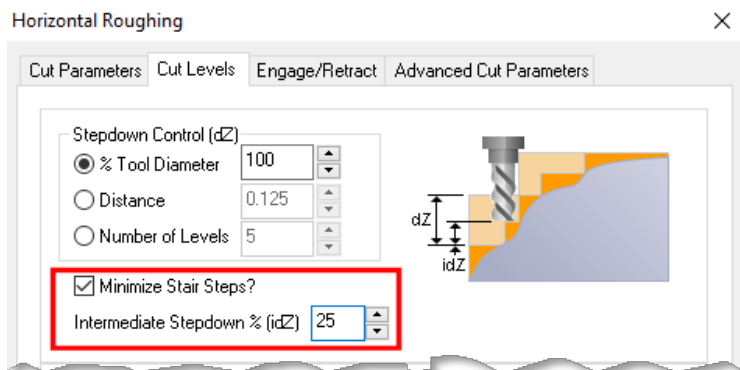 Horizontal Roughing
Cut Parameters Cut Levels Engage/Retract Advanced Cut Parameters
Stepdown Control (dZ)
% Tool Diameter 100
Distance 0.125
Number of Levels 5
dZ
idZ
Minimize Stair Steps?
Intermediate Stepdown % (idZ) 25